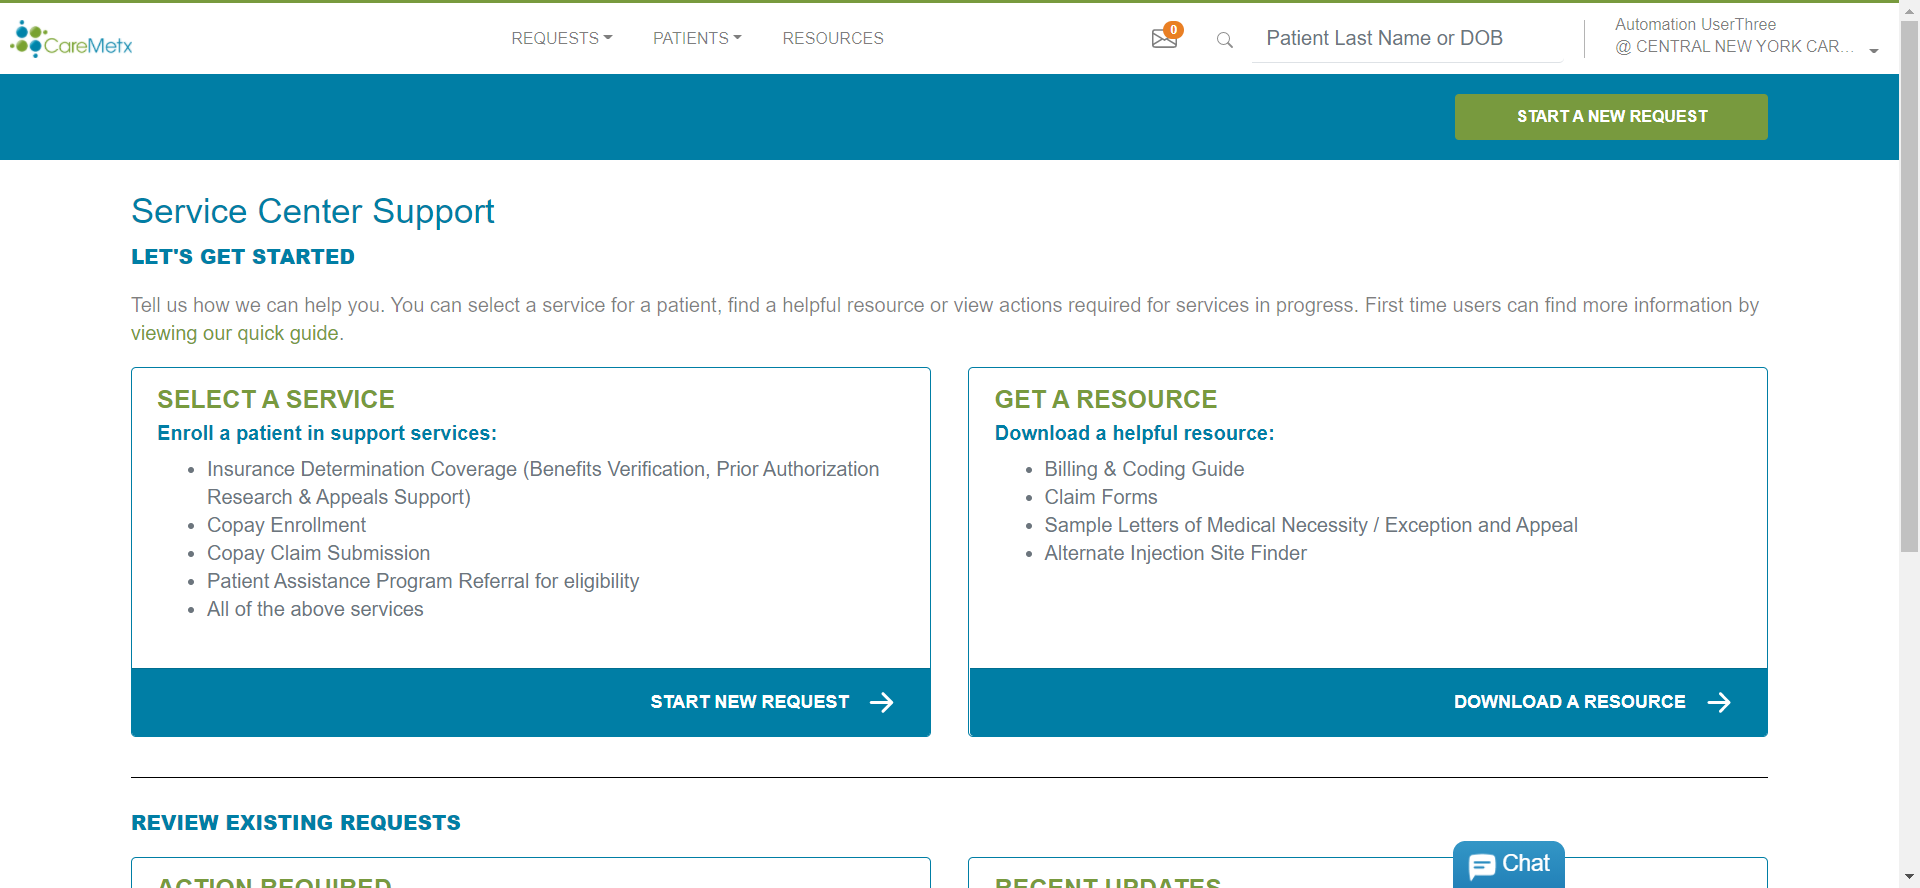 CareMetx
REQUESTS
PATIENTS
RESOURCES
0
Patient Last Name or DOB
Automation UserThree
@ CENTRAL NEW YORK CAR...
START A NEW REQUEST
Service Center Support
LET'S GET STARTED
Tell us how we can help you. You can select a service for a patient, find a helpful resource or view actions required for services in progress. First time users can find more information by
viewing our quick guide.
SELECT A SERVICE
Enroll a patient in support services:
• Insurance Determination Coverage (Benefits Verification, Prior Authorization
Research & Appeals Support)
• Copay Enrollment
• Copay Claim Submission
• Patient Assistance Program Referral for eligibility
• All of the above services
START NEW REQUEST
GET A RESOURCE
Download a helpful resource:
• Billing & Coding Guide
• Claim Forms
• Sample Letters of Medical Necessity / Exception and Appeal
• Alternate Injection Site Finder
DOWNLOAD A RESOURCE
REVIEW EXISTING REQUESTS
ACTION REQUIRED
RECENT UPDATES
Chat